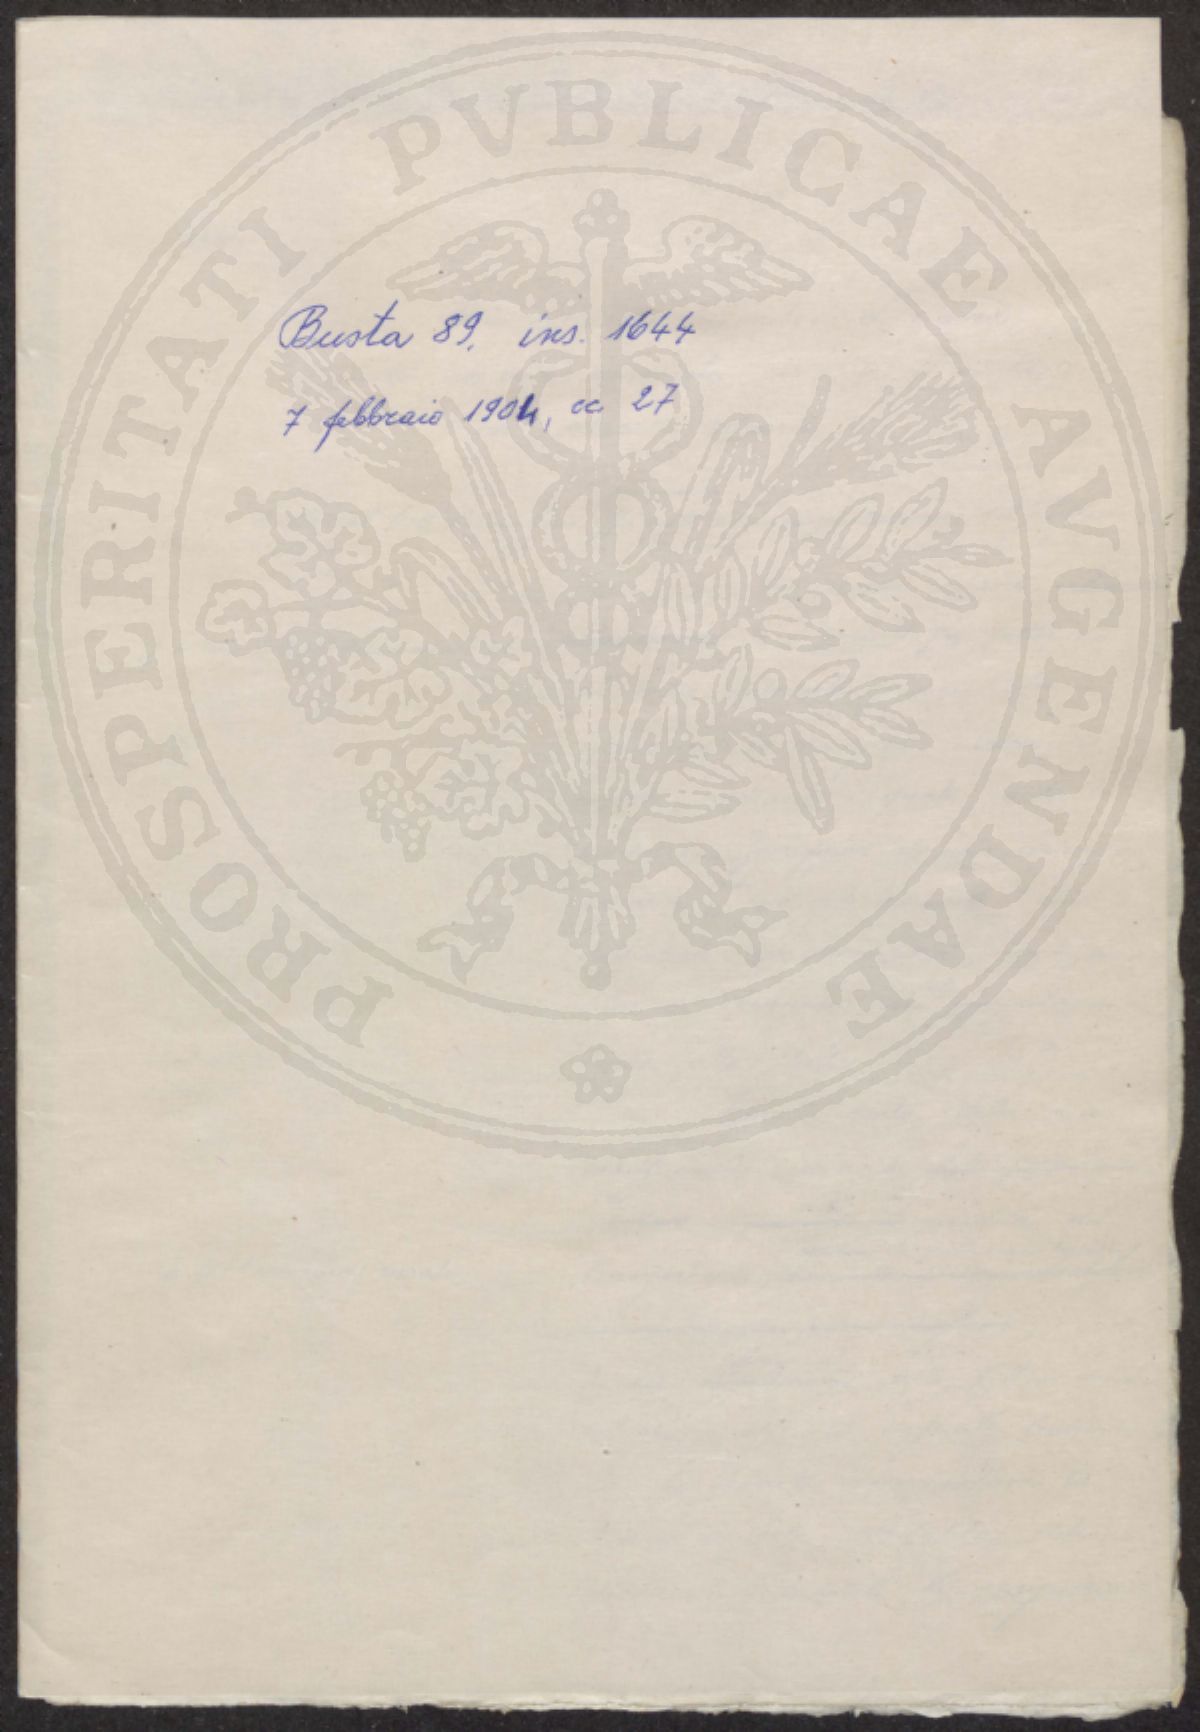 PROSPERITATI PVBLICAE AVGENDAE
Busta 89, ins. 1644
7 febbraio 1904, cc 27